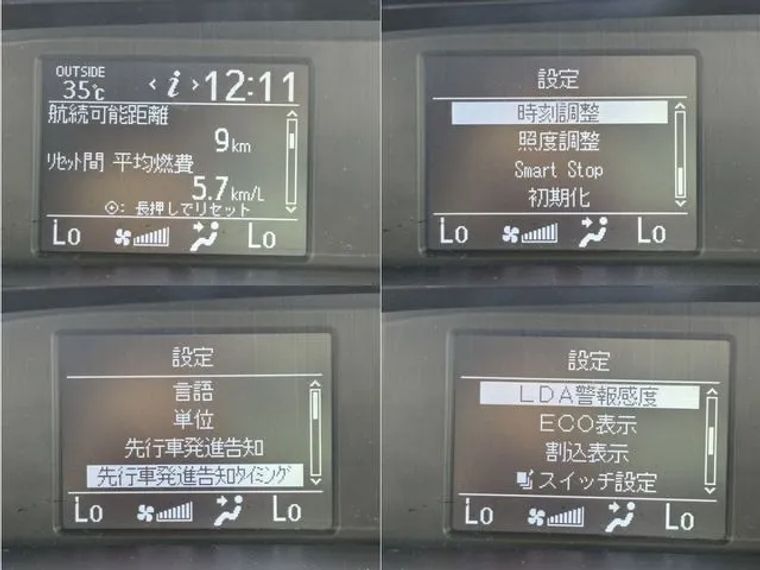 OUTSIDE
35℃
‹ i › 12:11
航続可能距離
9km
リセット間 平均燃費
5.7km/L
: 長押しでリセット
Lo Lo
設定
時刻調整
照度調整
Smart Stop
初期化
Lo Lo
設定
言語
単位
先行車発進告知
先行車発進告知タイミング
Lo Lo
設定
LDA警報感度
ECO表示
割込表示
スイッチ設定
Lo Lo